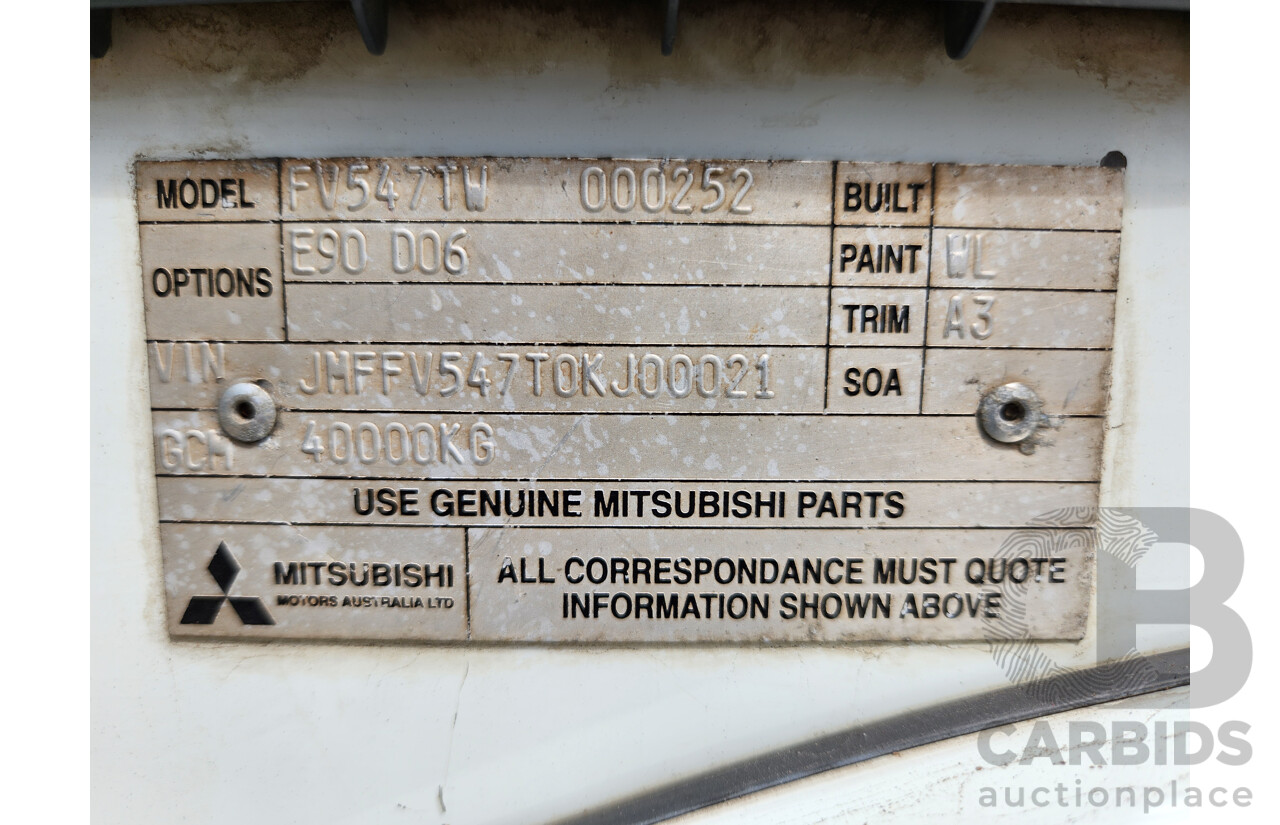 MODEL FV547TW 000252 BUILT
OPTIONS E90 D06 PAINT WL
TRIM A3
VIN JMFFV547T0KJ00021 SOA
GCM 40000KG
USE GENUINE MITSUBISHI PARTS
MITSUBISHI
MOTORS AUSTRALIA LTD
ALL CORRESPONDANCE MUST QUOTE
INFORMATION SHOWN ABOVE
B
CARBIDS
auctionplace